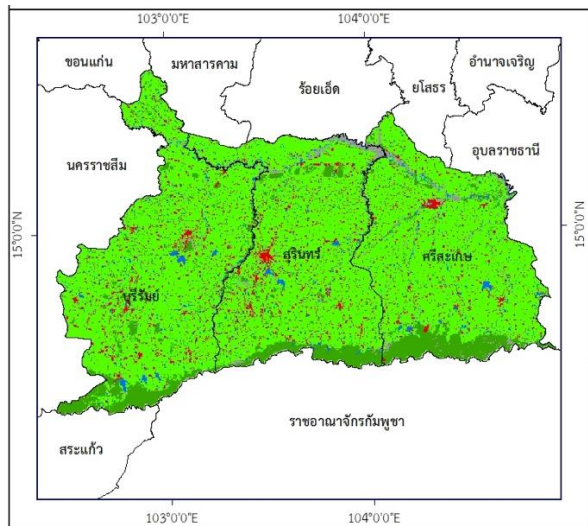 103°0'0"E
104°0'0"E
ขอนแก่น
มหาสารคาม
ร้อยเอ็ด
ยโสธร
อำนาจเจริญ
นครราชสีม
อุบลราชธานี
15°0'0"N
15°0'0"N
สุรินทร์
ศรีสะเกษ
บุรีรัมย์
ราชอาณาจักรกัมพูชา
สระแก้ว
103°0'0"E
104°0'0"E